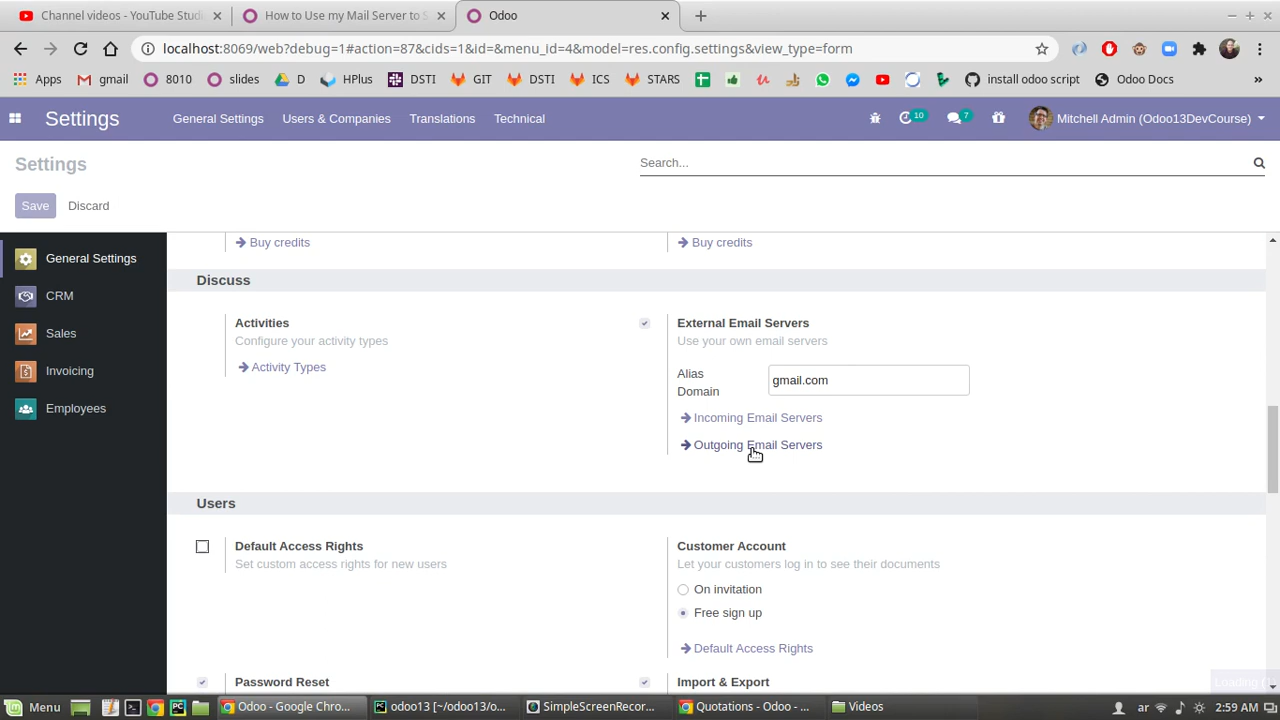 Channel videos - YouTube Studi
How to Use my Mail Server to S
Odoo
localhost:8069/web?debug=1#action=87&cids=1&id=&menu_id=4&model=res.config.settings&view_type=form
Apps
gmail
8010
slides
D
HPlus
DSTI
GIT
DSTI
ICS
STARS
install odoo script
Odoo Docs
»
Settings
General Settings
Users & Companies
Translations
Technical
10
7
Mitchell Admin (Odoo13DevCourse)
Settings
Search...
Save
Discard
General Settings
CRM
Sales
Invoicing
Employees
Buy credits
Buy credits
Discuss
Activities
Configure your activity types
Activity Types
External Email Servers
Use your own email servers
Alias
Domain
gmail.com
Incoming Email Servers
Outgoing Email Servers
Users
Default Access Rights
Set custom access rights for new users
Customer Account
Let your customers log in to see their documents
On invitation
Free sign up
Default Access Rights
Password Reset
Import & Export
Menu
Odoo - Google Chro...
odoo13 [~/odoo13/o...
SimpleScreenRecor...
Quotations - Odoo - ...
Videos
ar
2:59 AM